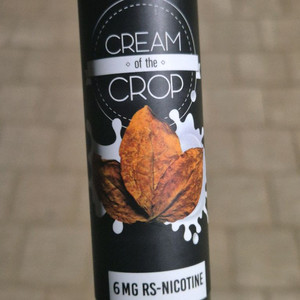 CREAM
of the
CROP
6 MG RS-NICOTINE